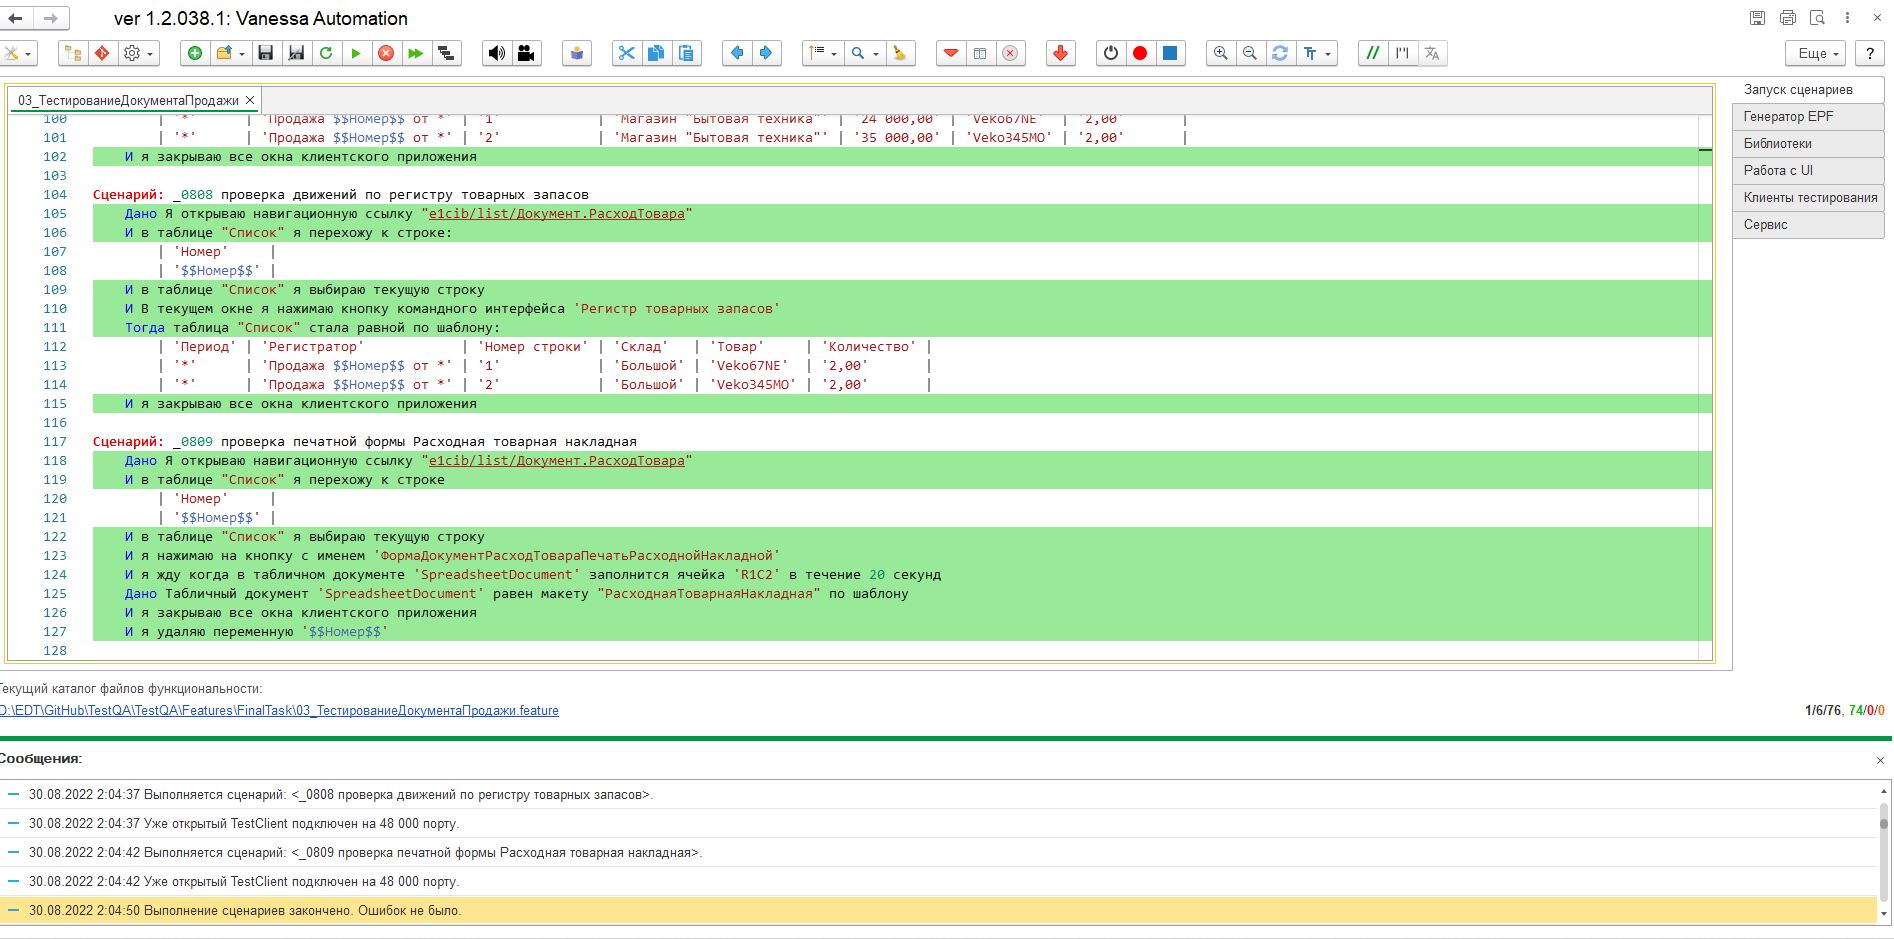 ver 1.2.038.1: Vanessa Automation
Еще
?
03_ТестированиеДокументаПродажи
100 | '*' | 'Продажа $$Номер$$ от *' | '1' | 'Магазин "Бытовая техника"' | '24 000,00' | 'Veko67NE' | '2,00' |
101 | '*' | 'Продажа $$Номер$$ от *' | '2' | 'Магазин "Бытовая техника"' | '35 000,00' | 'Veko345MO' | '2,00' |
102 И я закрываю все окна клиентского приложения
103
104 Сценарий: _0808 проверка движений по регистру товарных запасов
105 Дано Я открываю навигационную ссылку "e1cib/list/Документ.РасходТовара"
106 И в таблице "Список" я перехожу к строке:
107 | 'Номер' |
108 | '$$Номер$$' |
109 И в таблице "Список" я выбираю текущую строку
110 И В текущем окне я нажимаю кнопку командного интерфейса 'Регистр товарных запасов'
111 Тогда таблица "Список" стала равной по шаблону:
112 | 'Период' | 'Регистратор' | 'Номер строки' | 'Склад' | 'Товар' | 'Количество' |
113 | '*' | 'Продажа $$Номер$$ от *' | '1' | 'Большой' | 'Veko67NE' | '2,00' |
114 | '*' | 'Продажа $$Номер$$ от *' | '2' | 'Большой' | 'Veko345MO' | '2,00' |
115 И я закрываю все окна клиентского приложения
116
117 Сценарий: _0809 проверка печатной формы Расходная товарная накладная
118 Дано Я открываю навигационную ссылку "e1cib/list/Документ.РасходТовара"
119 И в таблице "Список" я перехожу к строке
120 | 'Номер' |
121 | '$$Номер$$' |
122 И в таблице "Список" я выбираю текущую строку
123 И я нажимаю на кнопку с именем 'ФормаДокументРасходТовараПечатьРасходнойНакладной'
124 И я жду когда в табличном документе 'SpreadsheetDocument' заполнится ячейка 'R1C2' в течение 20 секунд
125 Дано Табличный документ 'SpreadsheetDocument' равен макету "РасходнаяТоварнаяНакладная" по шаблону
126 И я закрываю все окна клиентского приложения
127 И я удаляю переменную '$$Номер$$'
128
Запуск сценариев
Генератор EPF
Библиотеки
Работа с UI
Клиенты тестирования
Сервис
Текущий каталог файлов функциональности:
D:\EDT\GitHub\TestQA\TestQA\Features\FinalTask\03_ТестированиеДокументаПродажи.feature
1/6/76, 74/0/0
Сообщения:
30.08.2022 2:04:37 Выполняется сценарий: <_0808 проверка движений по регистру товарных запасов>.
30.08.2022 2:04:37 Уже открытый TestClient подключен на 48 000 порту.
30.08.2022 2:04:42 Выполняется сценарий: <_0809 проверка печатной формы Расходная товарная накладная>.
30.08.2022 2:04:42 Уже открытый TestClient подключен на 48 000 порту.
30.08.2022 2:04:50 Выполнение сценариев закончено. Ошибок не было.